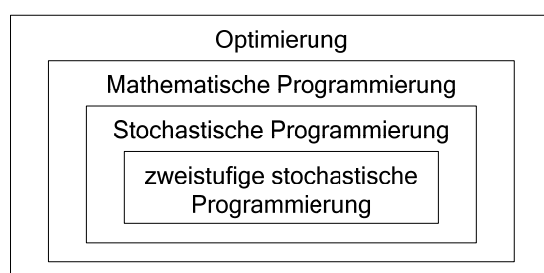 Optimierung
Mathematische Programmierung
Stochastische Programmierung
zweistufige stochastische
Programmierung